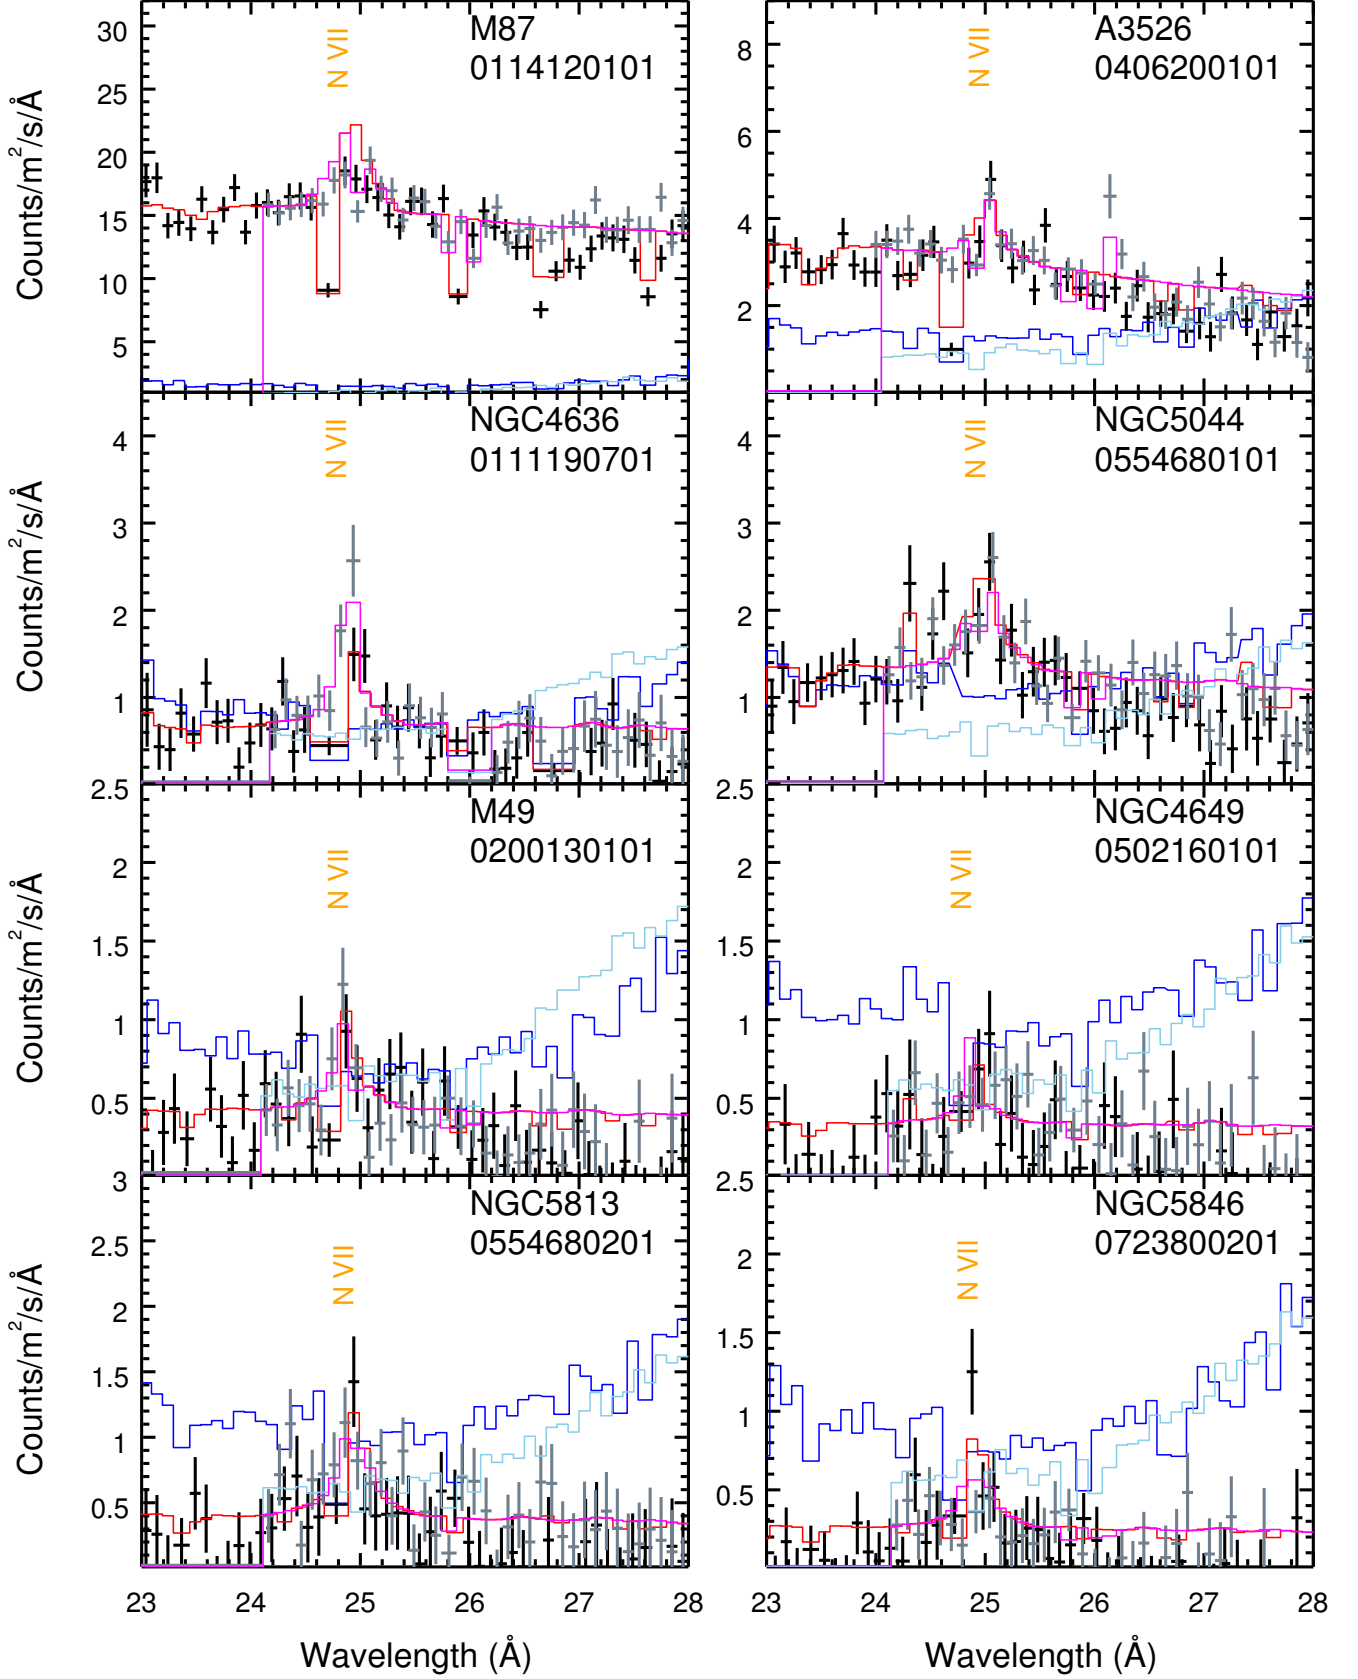 M87
0114120101
N VII
30
25
20
15
10
5
Counts/m²/s/Å
A3526
0406200101
N VII
8
6
4
2
NGC4636
0111190701
N VII
4
3
2
1
Counts/m²/s/Å
NGC5044
0554680101
N VII
4
3
2
1
M49
0200130101
N VII
2.5
2
1.5
1
0.5
Counts/m²/s/Å
NGC4649
0502160101
N VII
2.5
2
1.5
1
0.5
NGC5813
0554680201
N VII
3
2.5
2
1.5
1
0.5
Counts/m²/s/Å
NGC5846
0723800201
N VII
2.5
2
1.5
1
0.5
23 24 25 26 27 28
23 24 25 26 27 28
Wavelength (Å)
Wavelength (Å)